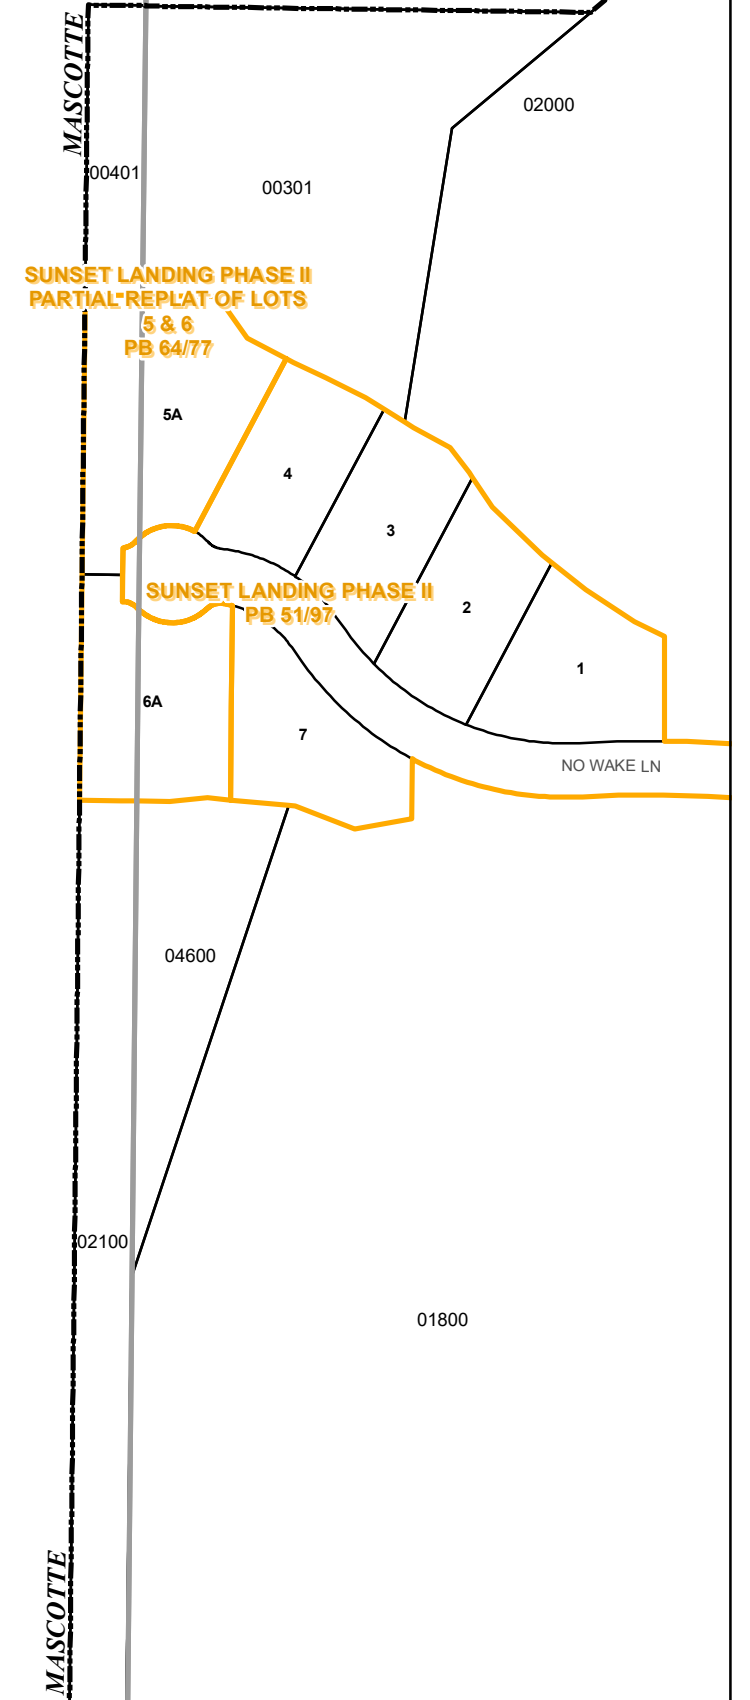 MASCOTTE
02000
00401
00301
SUNSET LANDING PHASE II
PARTIAL REPLAT OF LOTS
5 & 6
PB 64/77
5A
4
3
SUNSET LANDING PHASE II
PB 51/97
2
1
6A
7
NO WAKE LN
04600
02100
01800
MASCOTTE